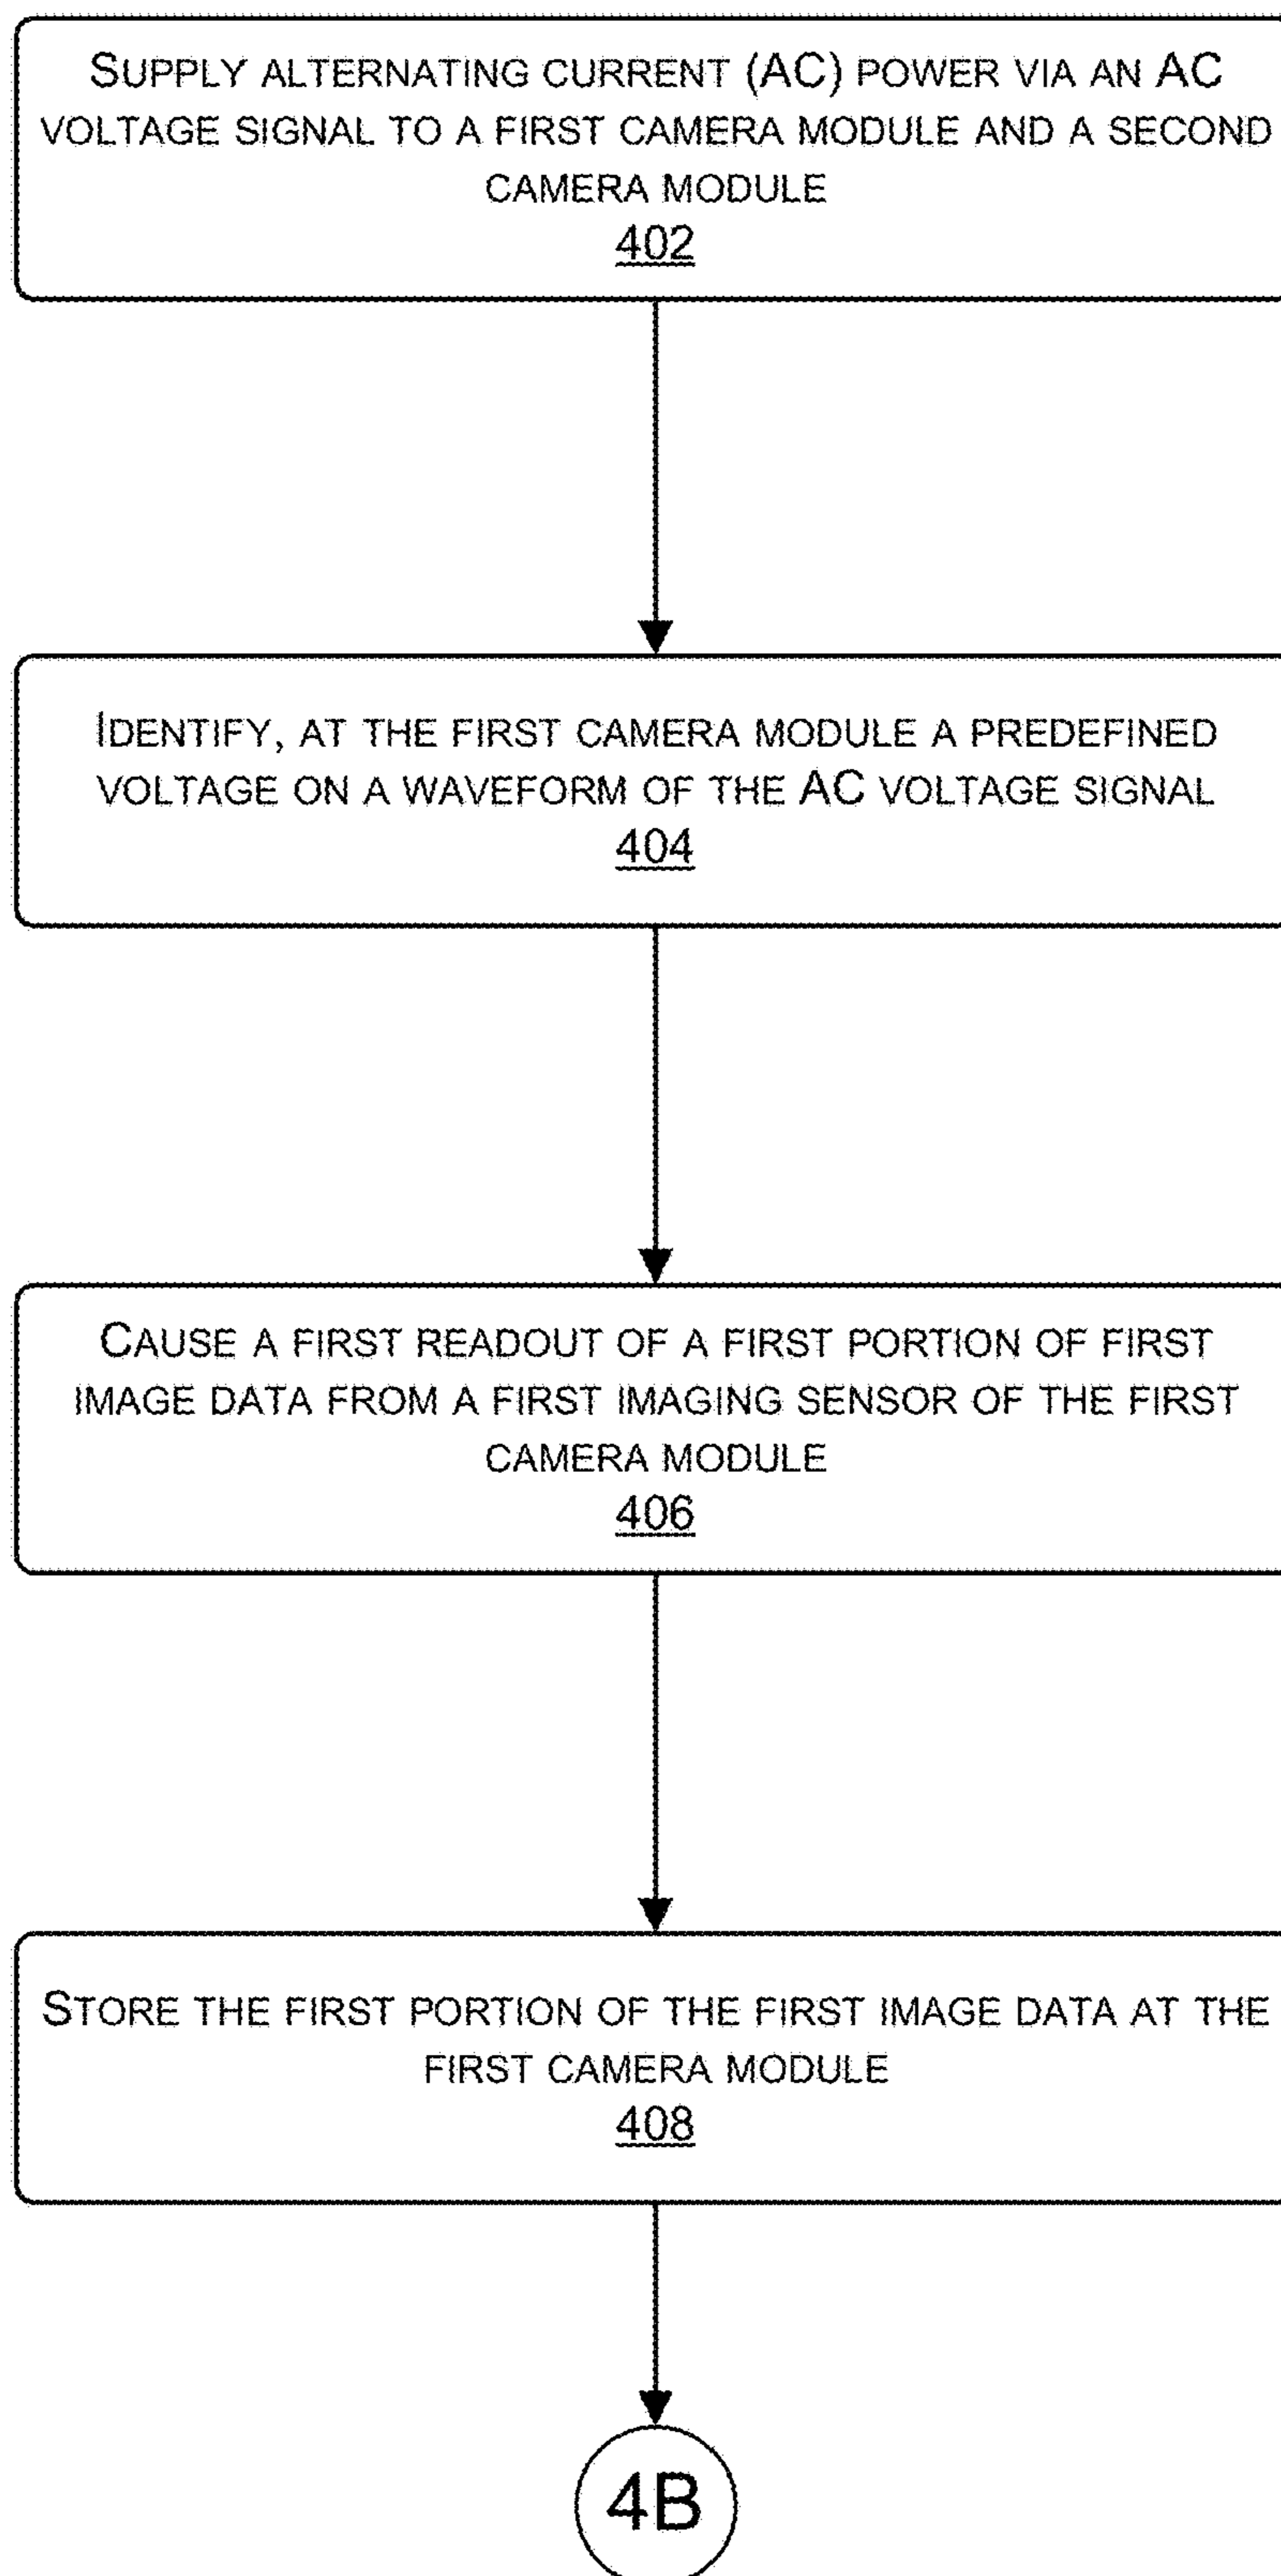 SUPPLY ALTERNATING CURRENT (AC) POWER VIA AN AC
VOLTAGE SIGNAL TO A FIRST CAMERA MODULE AND A SECOND
CAMERA MODULE
402
IDENTIFY, AT THE FIRST CAMERA MODULE A PREDEFINED
VOLTAGE ON A WAVEFORM OF THE AC VOLTAGE SIGNAL
404
CAUSE A FIRST READOUT OF A FIRST PORTION OF FIRST
IMAGE DATA FROM A FIRST IMAGING SENSOR OF THE FIRST
CAMERA MODULE
406
STORE THE FIRST PORTION OF THE FIRST IMAGE DATA AT THE
FIRST CAMERA MODULE
408
4B